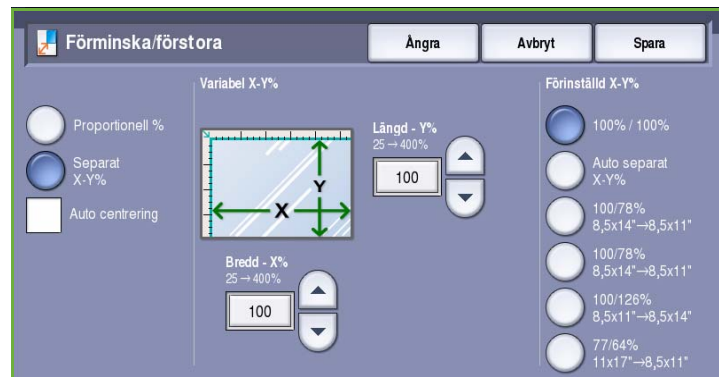 Förminska/förstora
Ångra
Avbryt
Spara
Proportionell %
Separat
X-Y%
Auto centrering
Variabel X-Y%
Y
X
Längd - Y%
25→400%
100
Bredd - X%
25→400%
100
Förinställd X-Y%
100% / 100%
Auto separat
X-Y%
100/78%
8,5x14"→8,5x11"
100/78%
8,5x14"→8,5x11"
100/126%
8,5x11"→8,5x14"
77/64%
11x17"→8,5x11"